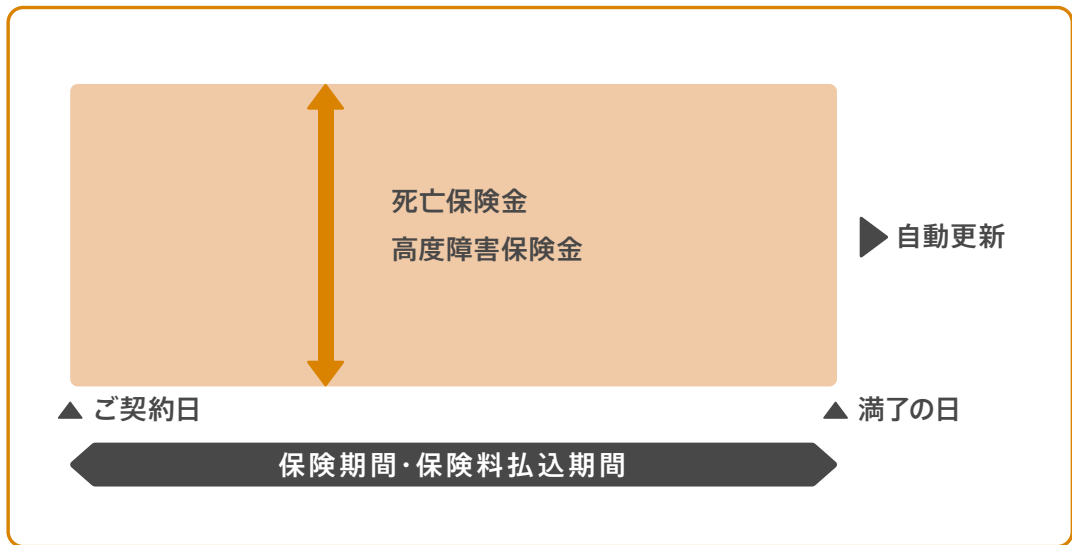 死亡保険金
高度障害保険金
自動更新
ご契約日
満了の日
保険期間・保険料払込期間